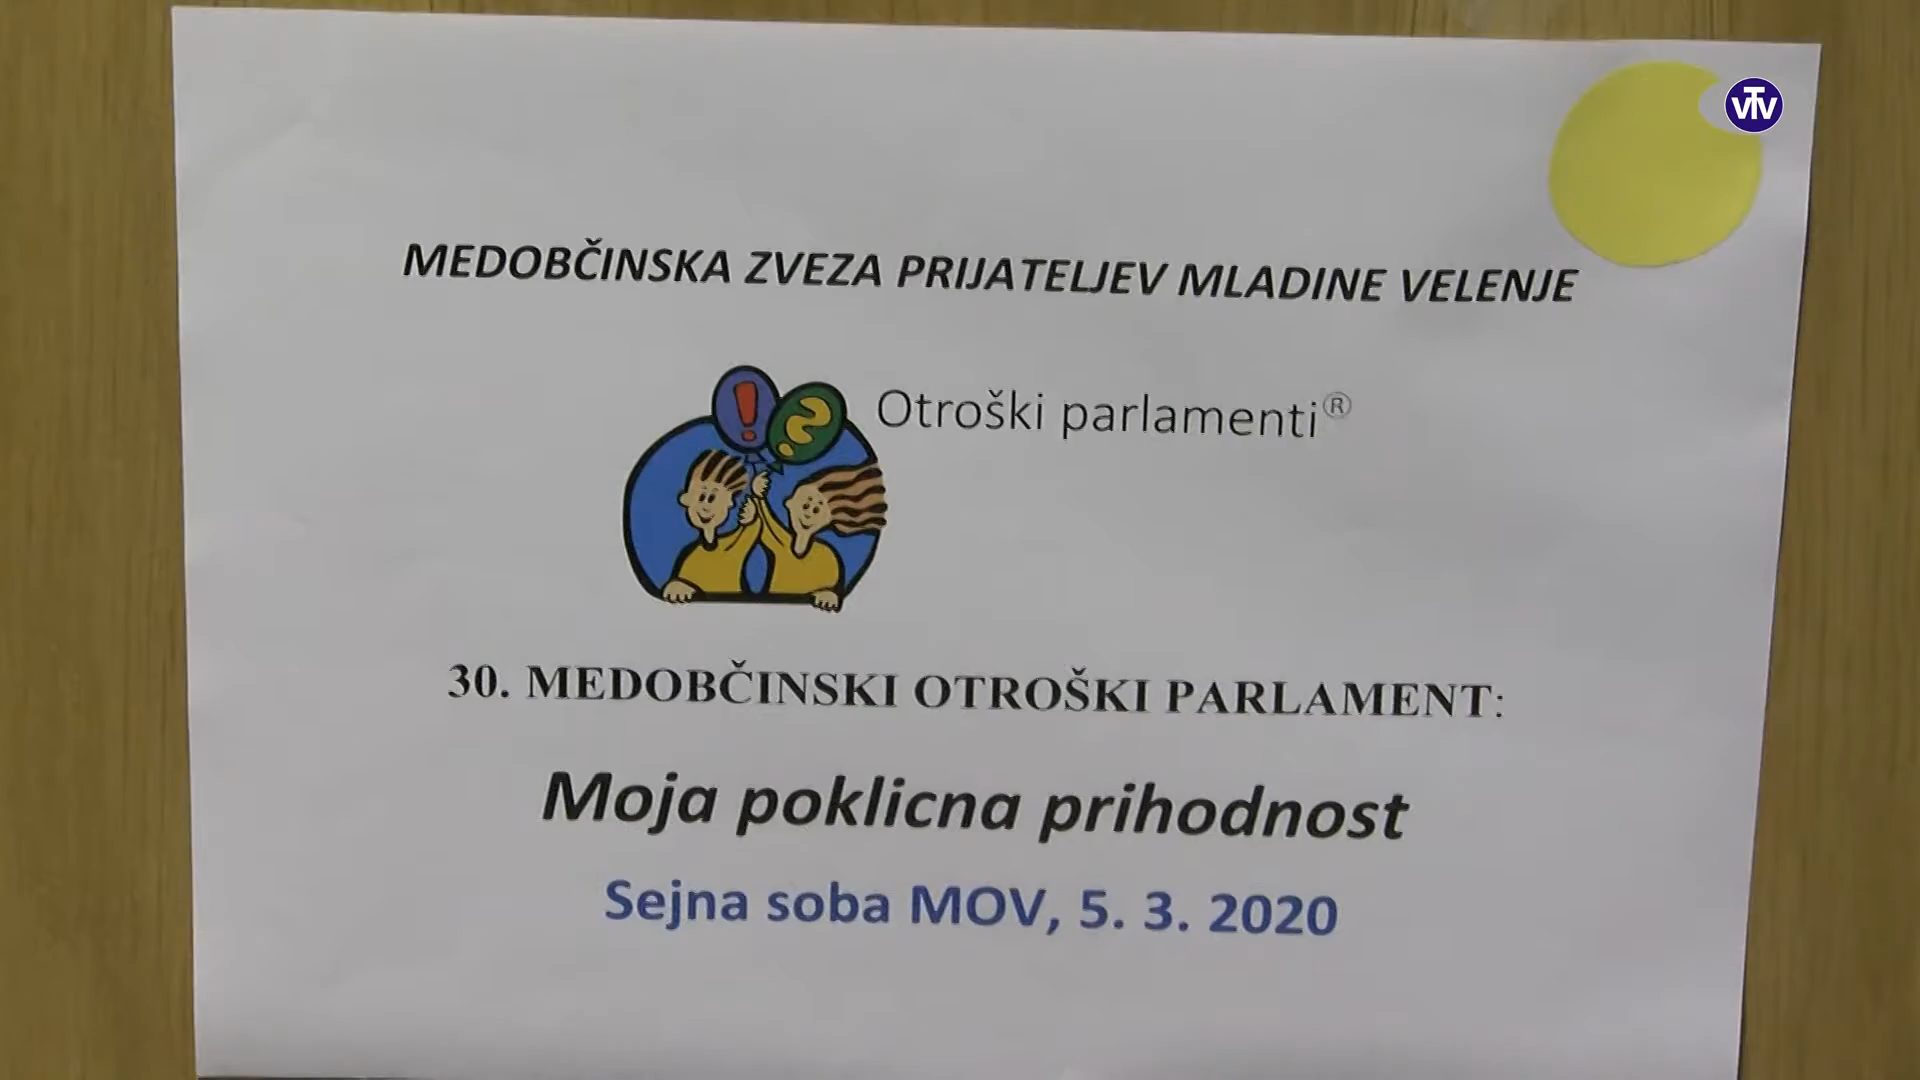 VTV
MEDOBČINSKA ZVEZA PRIJATELJEV MLADINE VELENJE
! ?
Otroški parlamenti®
30. MEDOBČINSKI OTROŠKI PARLAMENT:
Moja poklicna prihodnost
Sejna soba MOV, 5. 3. 2020